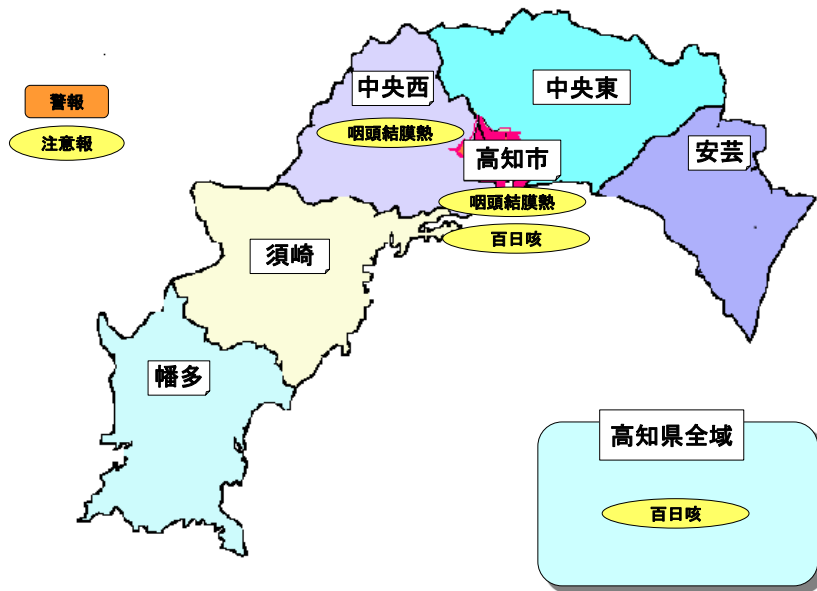 中央西
中央東
警報
注意報
咽頭結膜熱
高知市
安芸
咽頭結膜熱
百日咳
須崎
幡多
高知県全域
百日咳